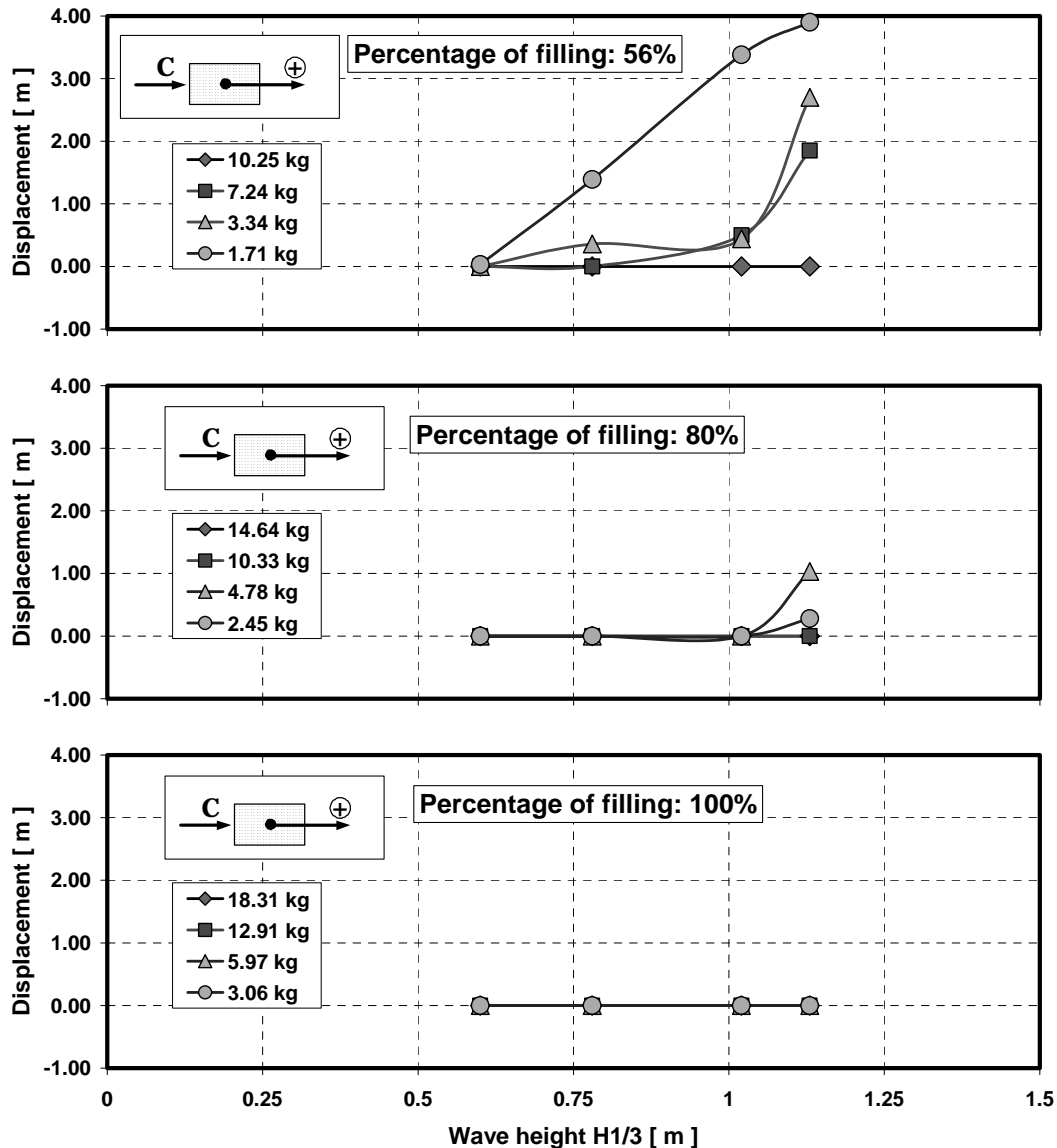 4.00
3.00
2.00
1.00
0.00
-1.00
Displacement [ m ]
C
+
Percentage of filling: 56%
10.25 kg
7.24 kg
3.34 kg
1.71 kg
4.00
3.00
2.00
1.00
0.00
-1.00
Displacement [ m ]
C
+
Percentage of filling: 80%
14.64 kg
10.33 kg
4.78 kg
2.45 kg
4.00
3.00
2.00
1.00
0.00
-1.00
Displacement [ m ]
C
+
Percentage of filling: 100%
18.31 kg
12.91 kg
5.97 kg
3.06 kg
0 0.25 0.5 0.75 1 1.25 1.5
Wave height H1/3 [ m ]